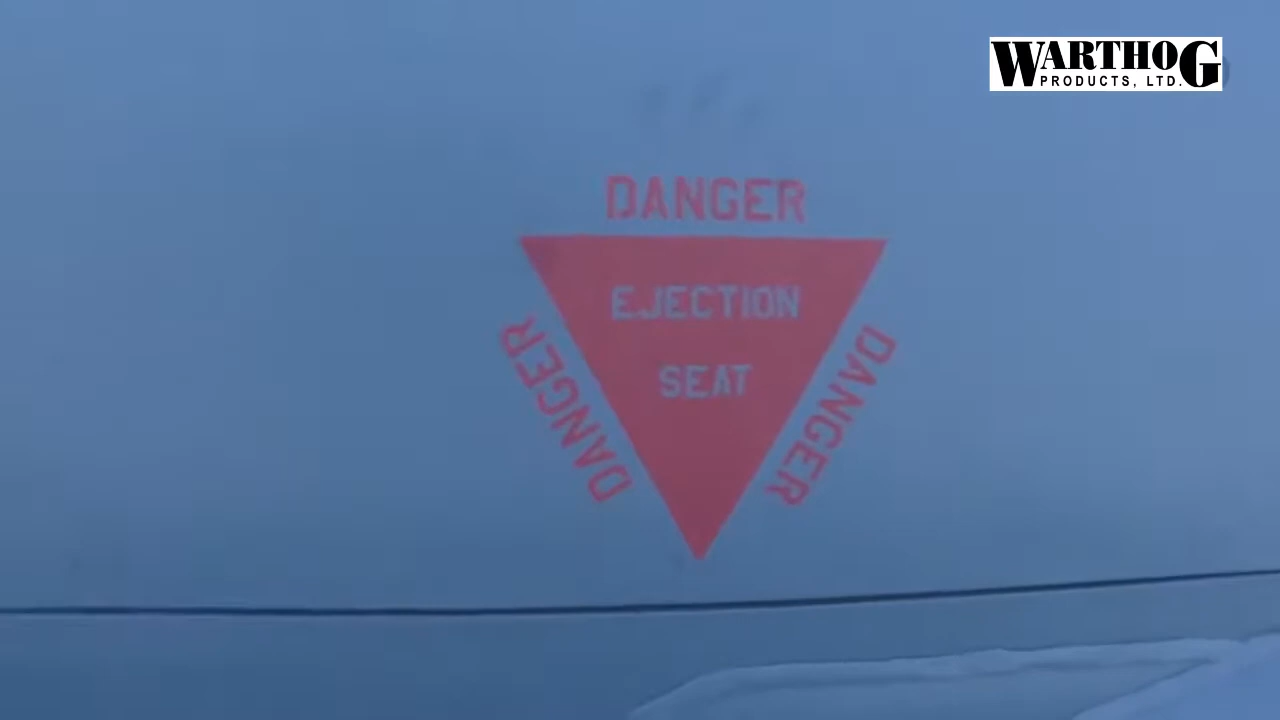 WARTHOG
PRODUCTS, LTD.
DANGER
EJECTION
SEAT
DANGER
DANGER